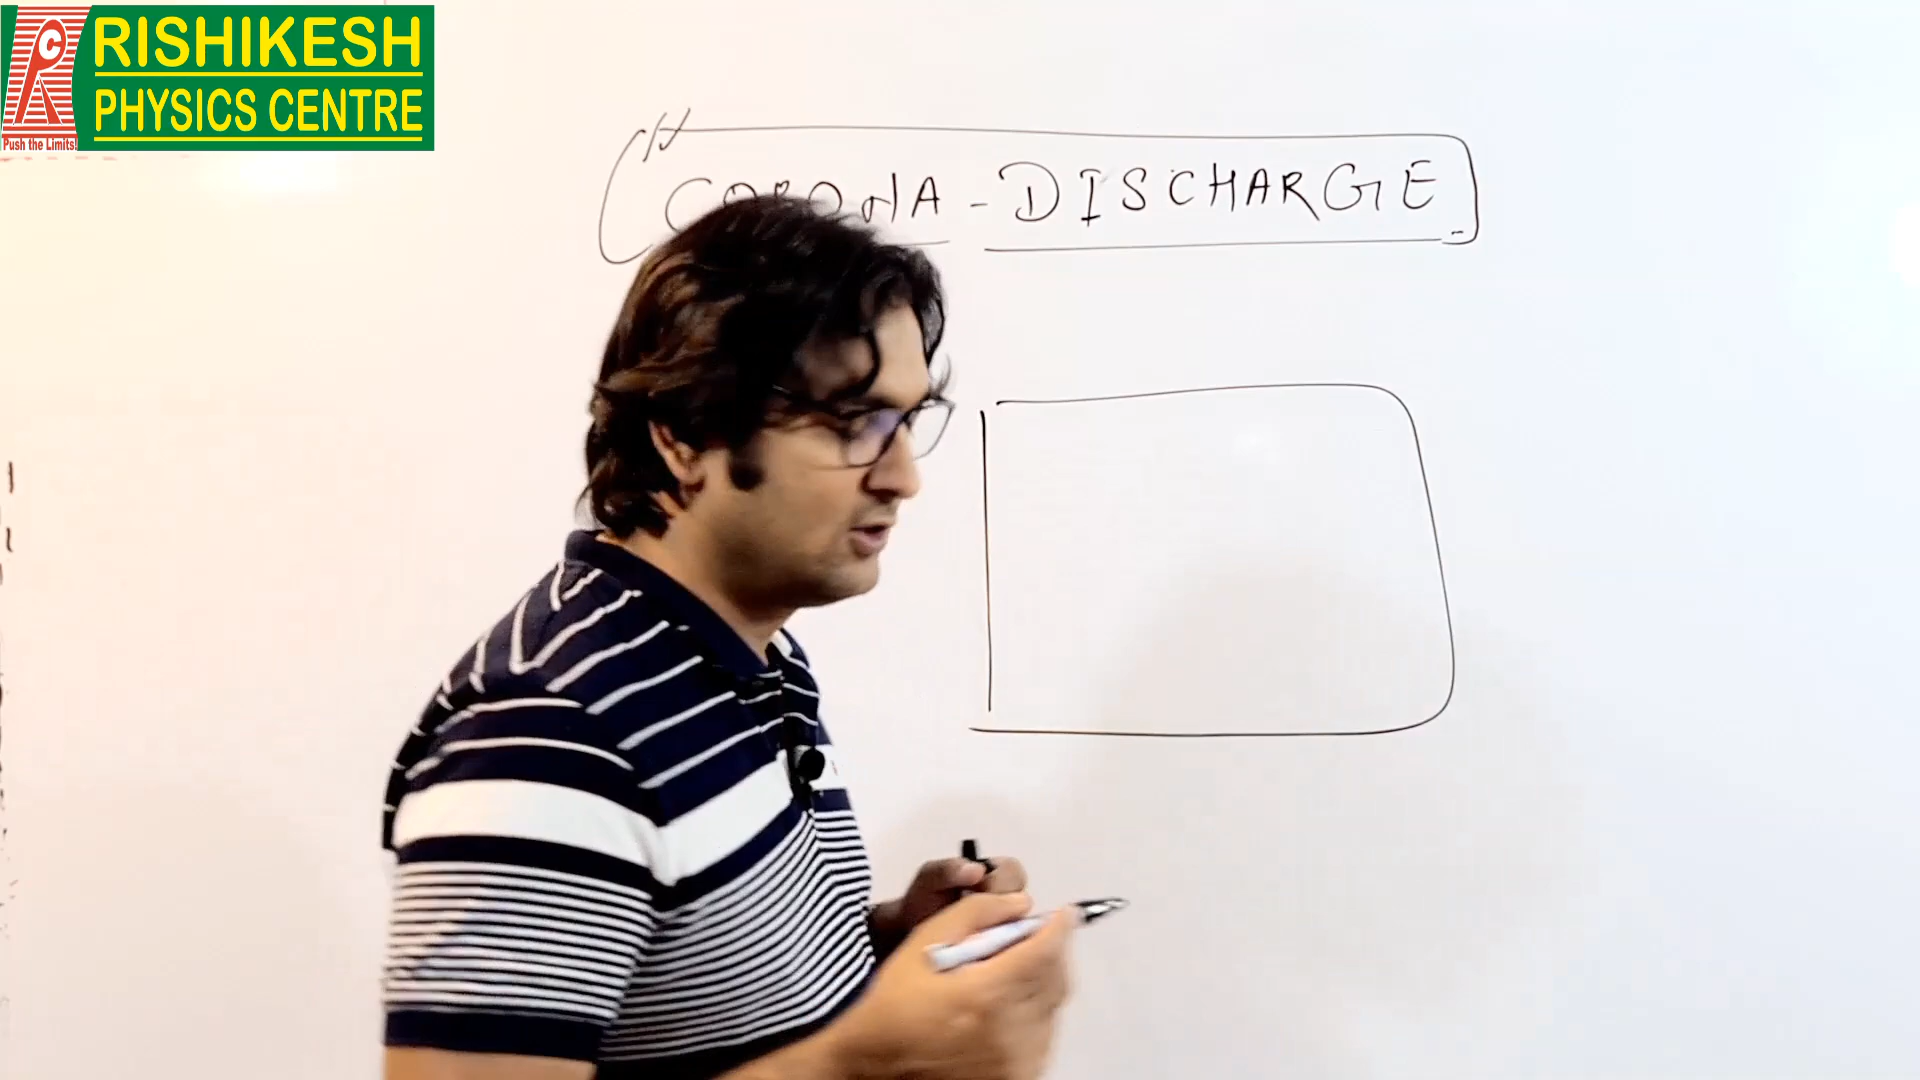 RISHIKESH
PHYSICS CENTRE
Push the Limits!
CORONA - DISCHARGE